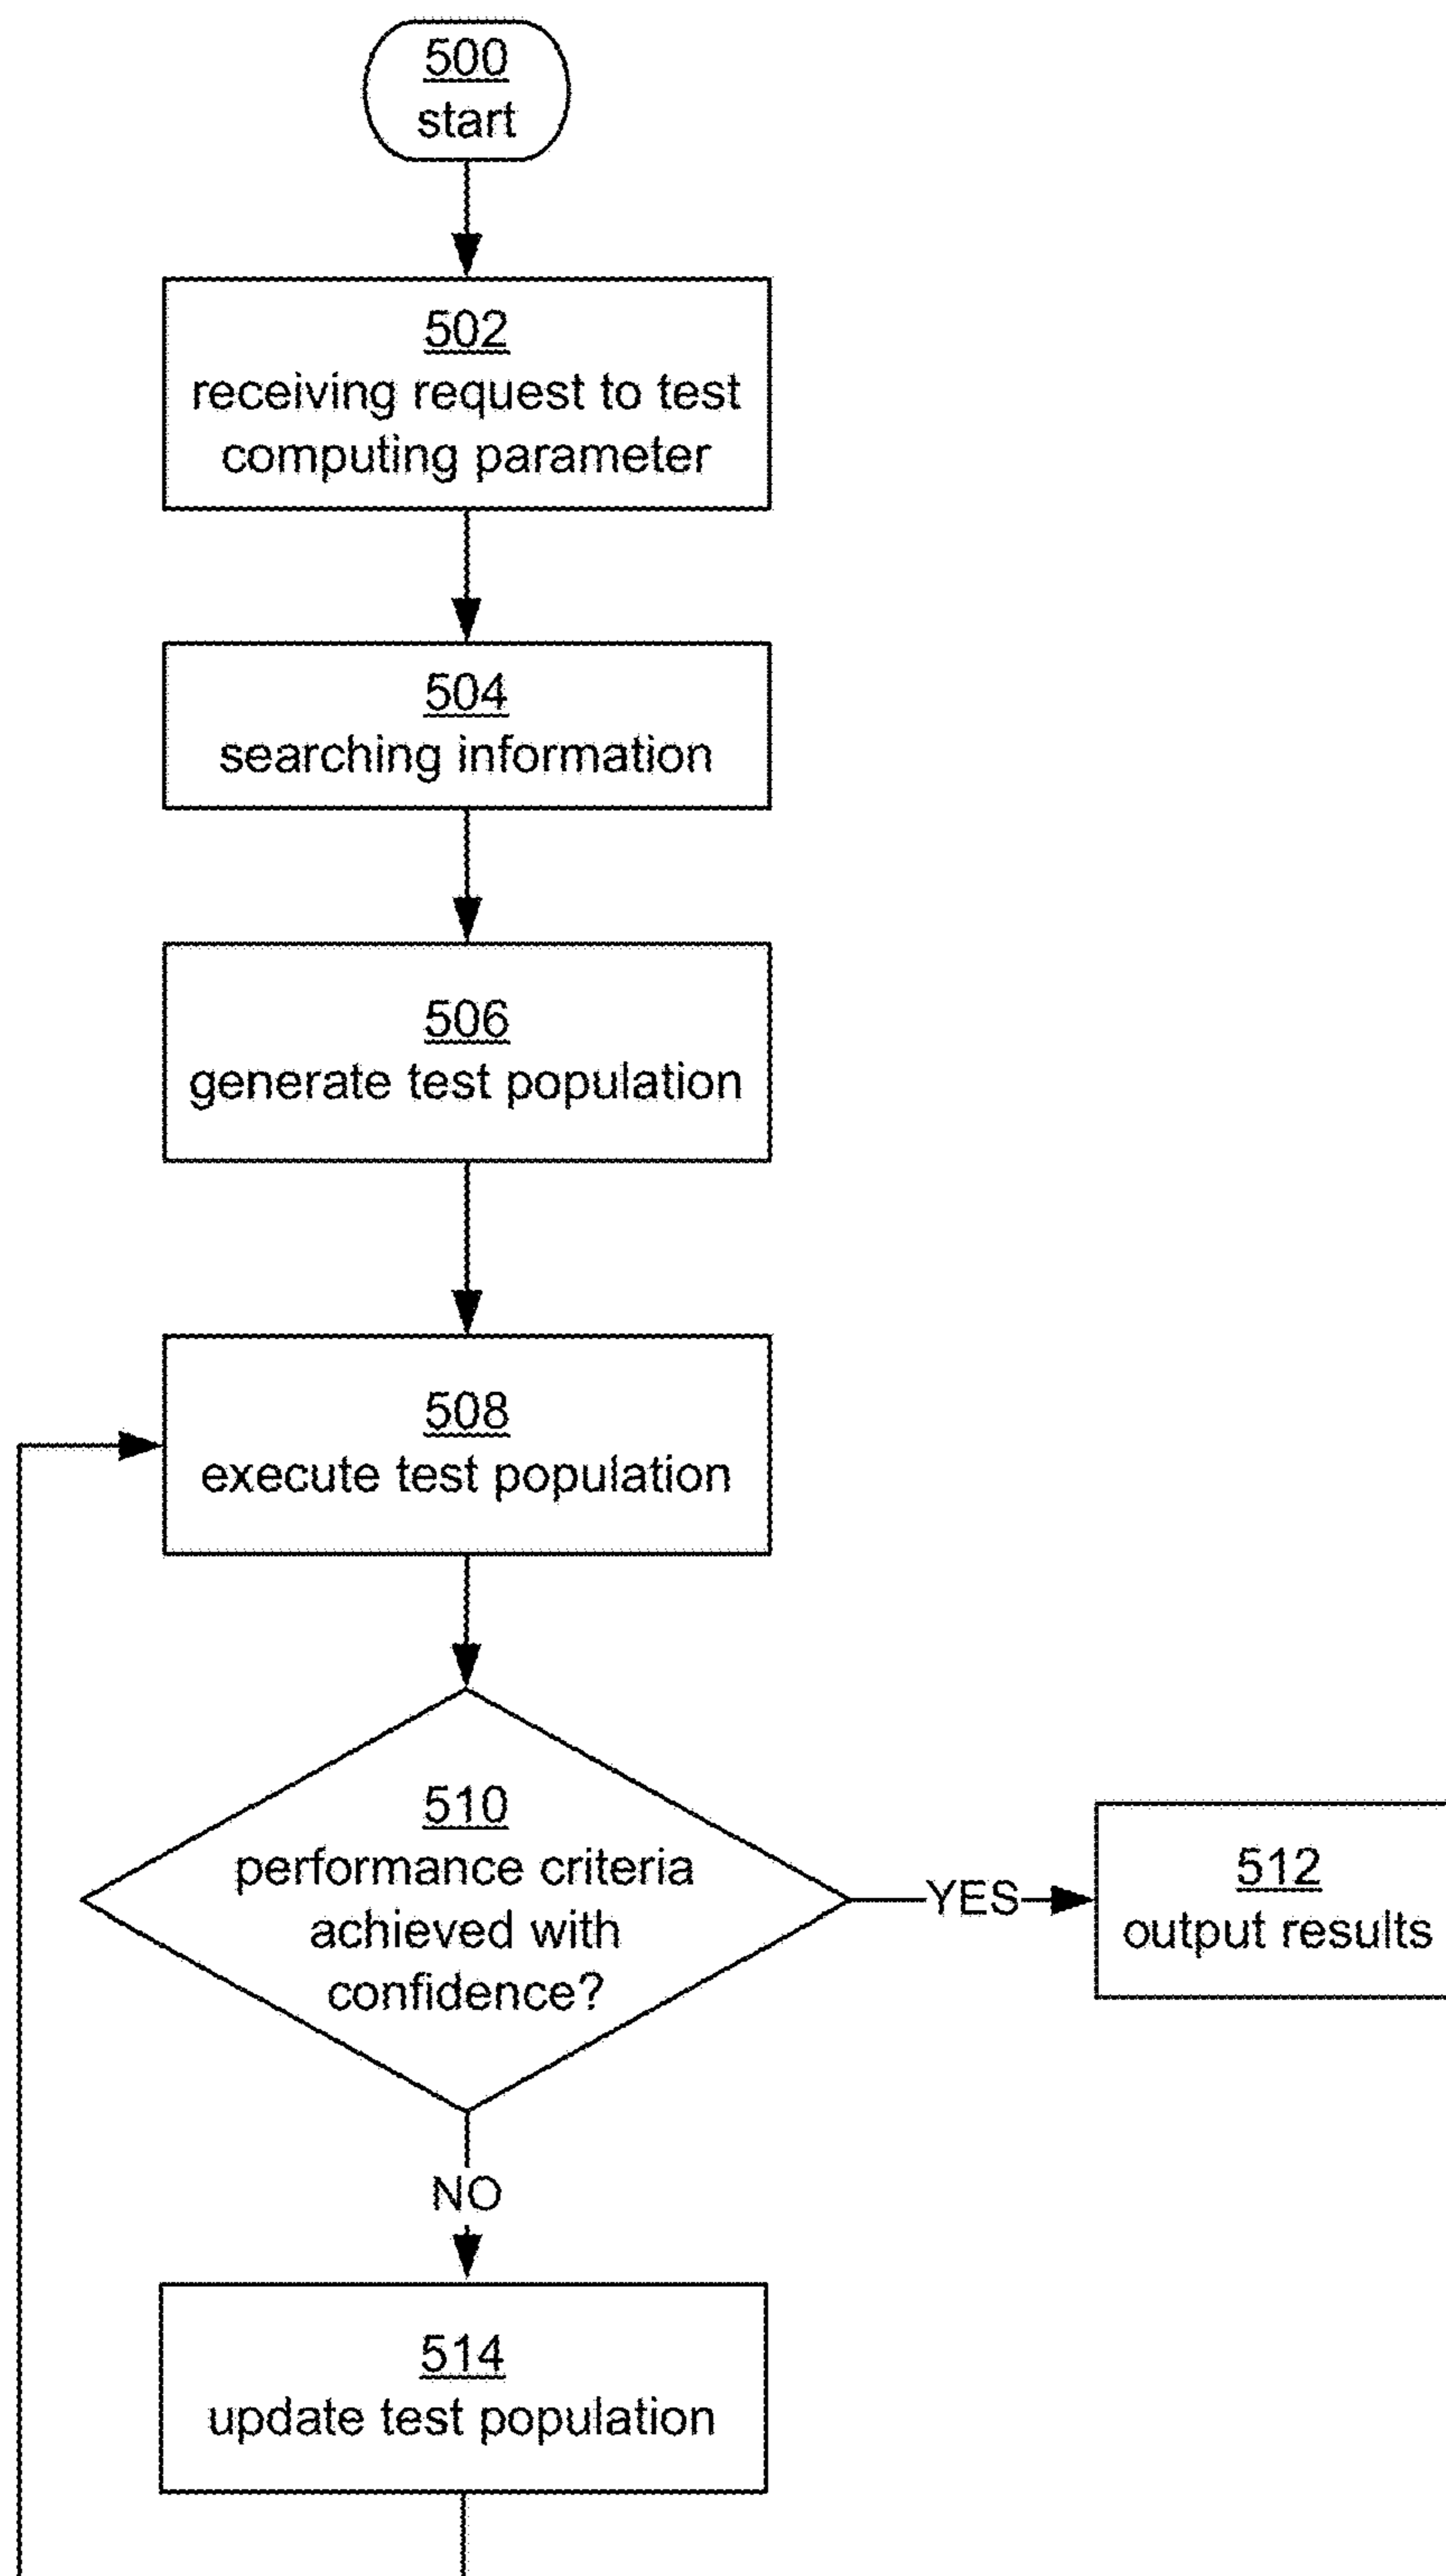 500
start
502
receiving request to test
computing parameter
504
searching information
506
generate test population
508
execute test population
510
performance criteria
achieved with
confidence?
YES
512
output results
NO
514
update test population